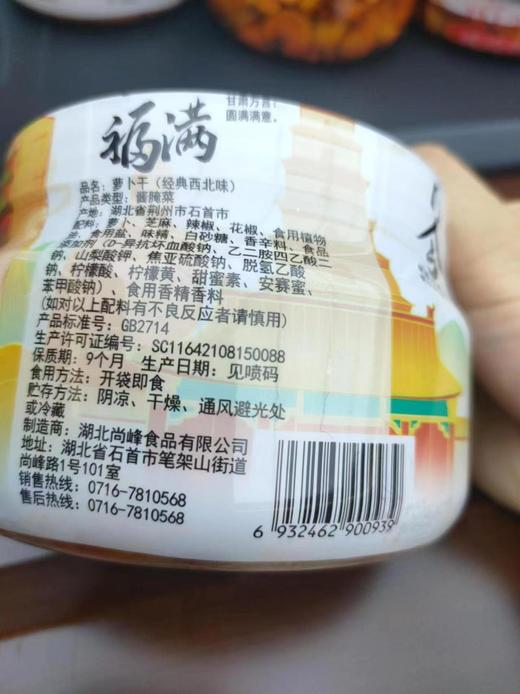 甘肃方言：
圆满满意。
福满
品名：萝卜干（经典西北味）
产品类型：酱腌菜
产地：湖北省荆州市石首市
配料：萝卜、芝麻、辣椒、花椒、食用植物
油、食用盐、味精、白砂糖、香辛料、食品
添加剂（D-异抗坏血酸钠、乙二胺四乙酸二
钠、山梨酸钾、焦亚硫酸钠、脱氢乙酸
钠、柠檬酸、柠檬黄、甜蜜素、安赛蜜、
苯甲酸钠）、食用香精香料
(如对以上配料有不良反应者请慎用)
产品标准号：GB2714
生产许可证编号：SC11642108150088
保质期：9个月 生产日期：见喷码
食用方法：开袋即食
贮存方法：阴凉、干燥、通风避光处
或冷藏
制造商：湖北尚峰食品有限公司
地址：湖北省石首市笔架山街道
尚峰路1号101室
销售热线：0716-7810568
售后热线：0716-7810568
6 932462 900939